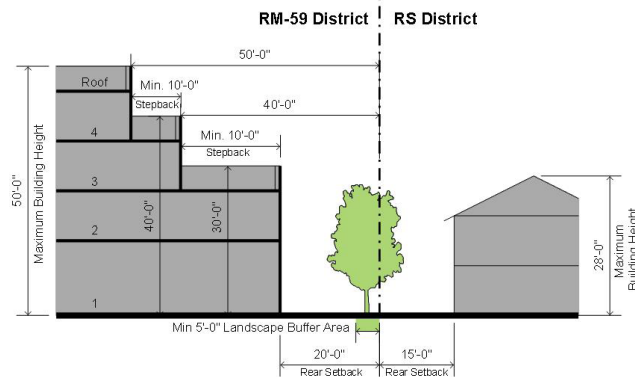 RM-59 District
RS District
50'-0"
Roof
Min. 10'-0"
Stepback
40'-0"
Min. 10'-0"
Stepback
4
3
2
1
50'-0"
Maximum Building Height
40'-0"
30'-0"
28'-0"
Maximum
Building Height
Min 5'-0" Landscape Buffer Area
20'-0"
Rear Setback
15'-0"
Rear Setback